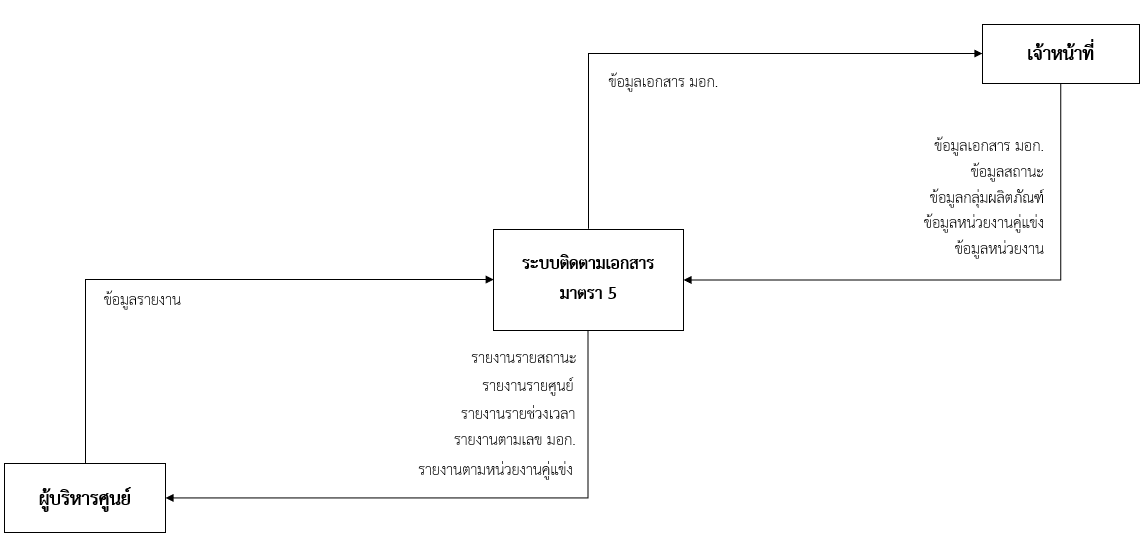 เจ้าหน้าที่
ข้อมูลเอกสาร มอก.
ข้อมูลเอกสาร มอก.
ข้อมูลสถานะ
ข้อมูลกลุ่มผลิตภัณฑ์
ข้อมูลหน่วยงานคู่แข่ง
ข้อมูลหน่วยงาน
ระบบติดตามเอกสาร
มาตรา 5
ข้อมูลรายงาน
รายงานรายสถานะ
รายงานรายศูนย์
รายงานรายช่วงเวลา
รายงานตามเลข มอก.
รายงานตามหน่วยงานคู่แข่ง
ผู้บริหารศูนย์